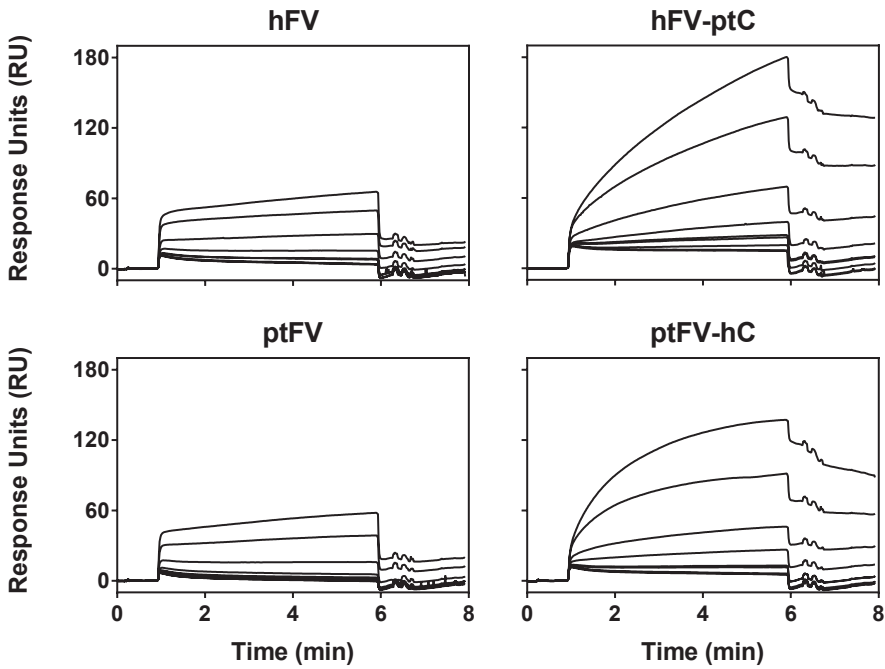 hFV
hFV-ptC
Response Units (RU)
180
120
60
0
ptFV
ptFV-hC
Response Units (RU)
180
120
60
0
0 2 4 6 8
0 2 4 6 8
Time (min)
Time (min)